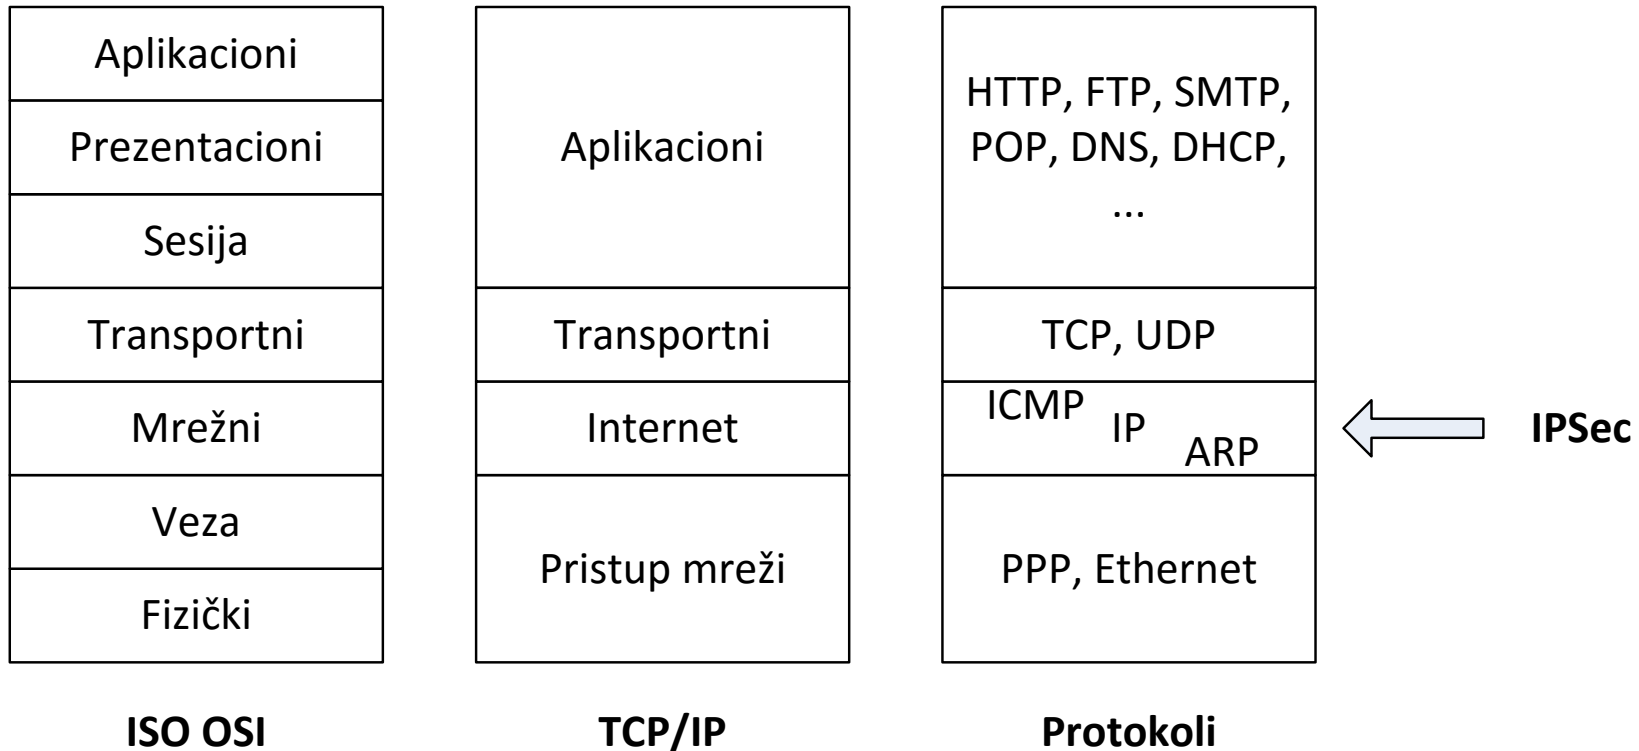 Aplikacioni
Prezentacioni
Sesija
Transportni
Mrežni
Veza
Fizički
ISO OSI
Aplikacioni
Transportni
Internet
Pristup mreži
TCP/IP
HTTP, FTP, SMTP,
POP, DNS, DHCP,
...
TCP, UDP
ICMP
IP
ARP
PPP, Ethernet
Protokoli
IPSec